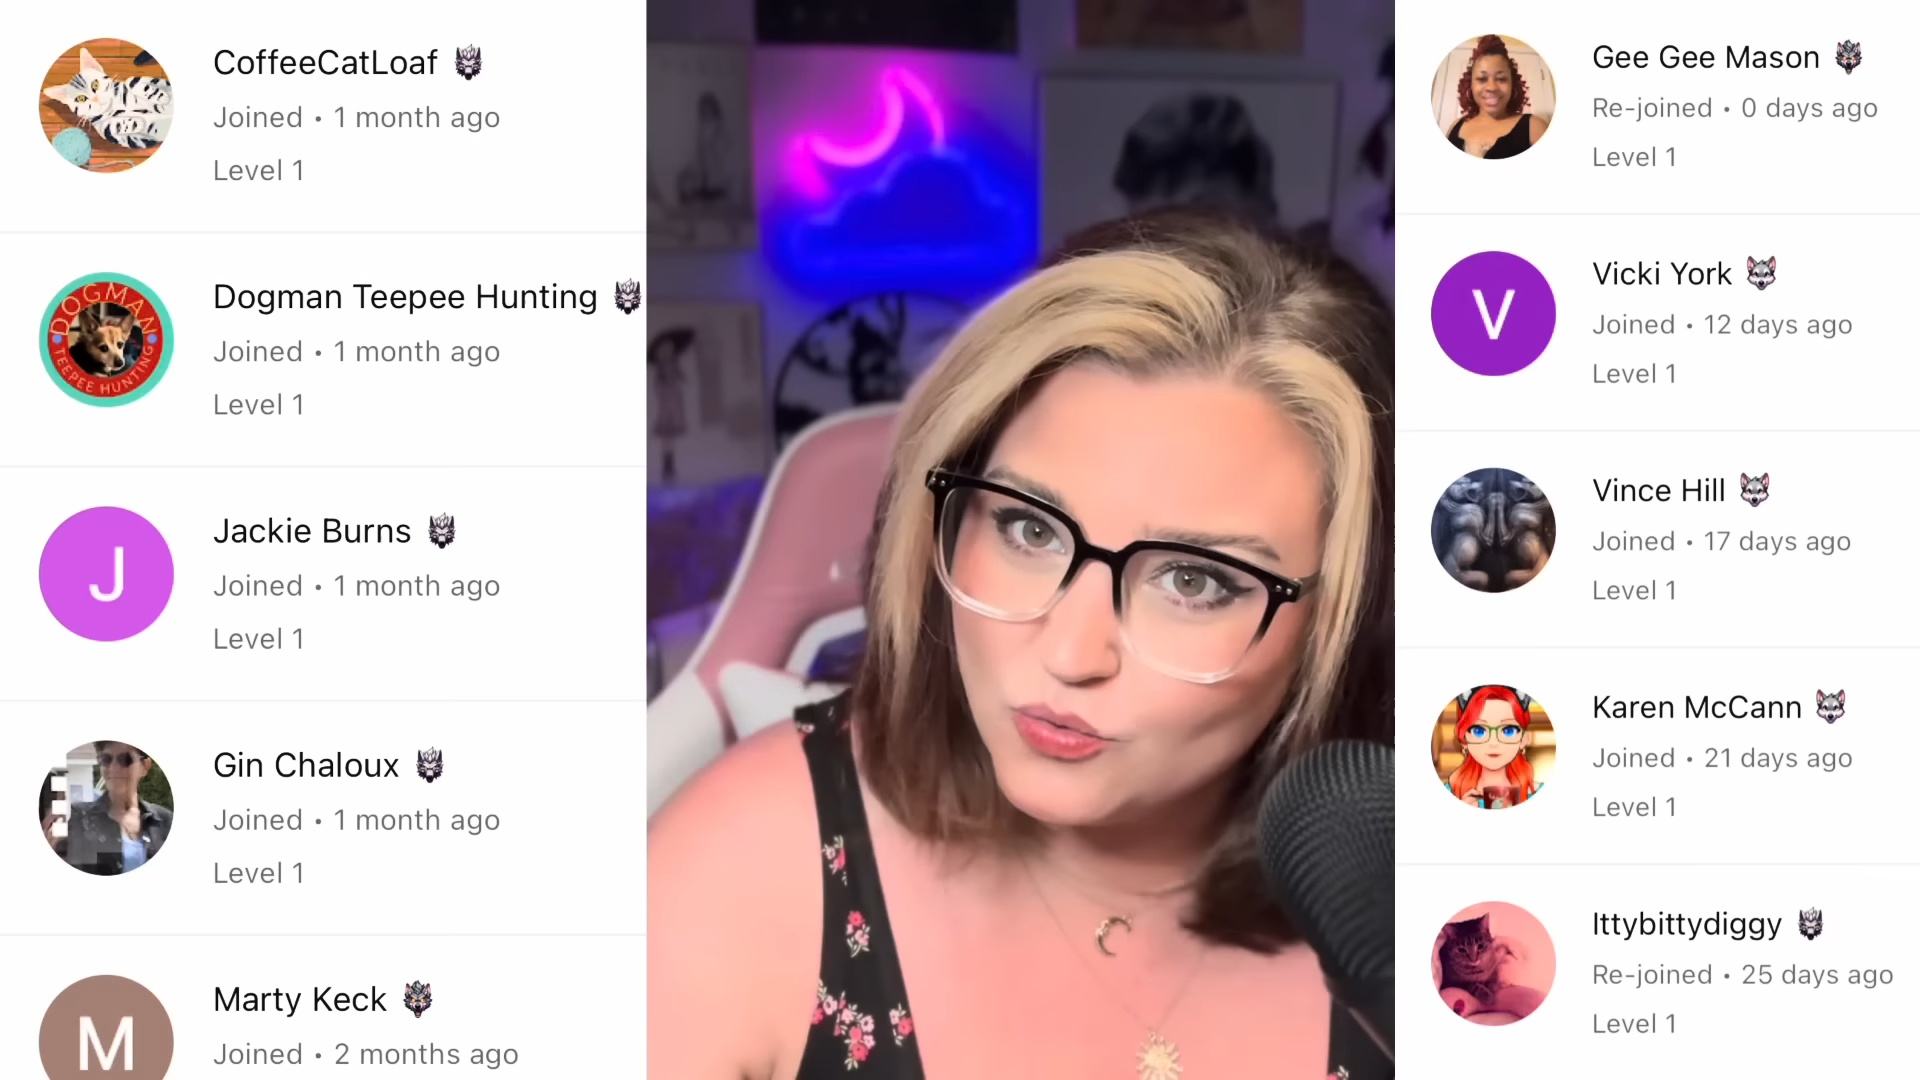 CoffeeCatLoaf
Joined • 1 month ago
Level 1
DOGMAN
TEEPEE HUNTING
Dogman Teepee Hunting
Joined • 1 month ago
Level 1
J
Jackie Burns
Joined • 1 month ago
Level 1
Gin Chaloux
Joined • 1 month ago
Level 1
M
Marty Keck
Joined • 2 months ago
Gee Gee Mason
Re-joined • 0 days ago
Level 1
V
Vicki York
Joined • 12 days ago
Level 1
Vince Hill
Joined • 17 days ago
Level 1
Karen McCann
Joined • 21 days ago
Level 1
Ittybittydiggy
Re-joined • 25 days ago
Level 1